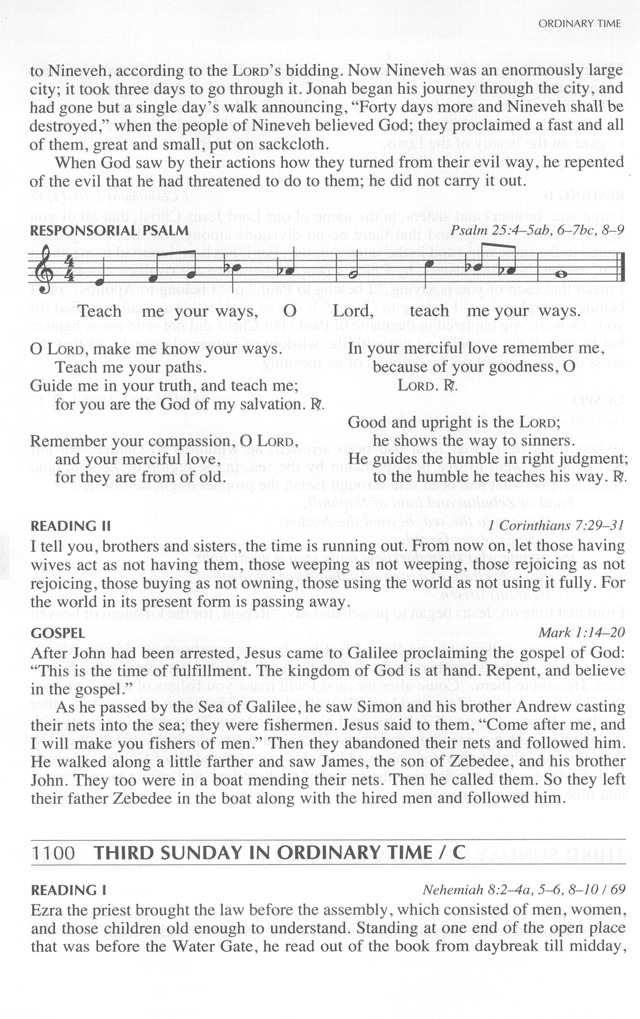 ORDINARY TIME
to Nineveh, according to the LORD's bidding. Now Nineveh was an enormously large
city; it took three days to go through it. Jonah began his journey through the city, and
had gone but a single day's walk announcing, “Forty days more and Nineveh shall be
destroyed,” when the people of Nineveh believed God; they proclaimed a fast and all
of them, great and small, put on sackcloth.
When God saw by their actions how they turned from their evil way, he repented
of the evil that he had threatened to do to them; he did not carry it out.
RESPONSORIAL PSALM Psalm 25:4–5ab, 6–7bc, 8–9
4 4
Teach me your ways, O Lord, teach me your ways.
O LORD, make me know your ways.
Teach me your paths.
Guide me in your truth, and teach me;
for you are the God of my salvation. ℟.
Remember your compassion, O LORD,
and your merciful love,
for they are from of old.
In your merciful love remember me,
because of your goodness, O
LORD. ℟.
Good and upright is the LORD;
he shows the way to sinners.
He guides the humble in right judgment;
to the humble he teaches his way. ℟.
READING II 1 Corinthians 7:29–31
I tell you, brothers and sisters, the time is running out. From now on, let those having
wives act as not having them, those weeping as not weeping, those rejoicing as not
rejoicing, those buying as not owning, those using the world as not using it fully. For
the world in its present form is passing away.
GOSPEL Mark 1:14–20
After John had been arrested, Jesus came to Galilee proclaiming the gospel of God:
“This is the time of fulfillment. The kingdom of God is at hand. Repent, and believe
in the gospel.”
As he passed by the Sea of Galilee, he saw Simon and his brother Andrew casting
their nets into the sea; they were fishermen. Jesus said to them, “Come after me, and
I will make you fishers of men.” Then they abandoned their nets and followed him.
He walked along a little farther and saw James, the son of Zebedee, and his brother
John. They too were in a boat mending their nets. Then he called them. So they left
their father Zebedee in the boat along with the hired men and followed him.
1100 THIRD SUNDAY IN ORDINARY TIME / C
READING I Nehemiah 8:2–4a, 5–6, 8–10 / 69
Ezra the priest brought the law before the assembly, which consisted of men, women,
and those children old enough to understand. Standing at one end of the open place
that was before the Water Gate, he read out of the book from daybreak till midday,